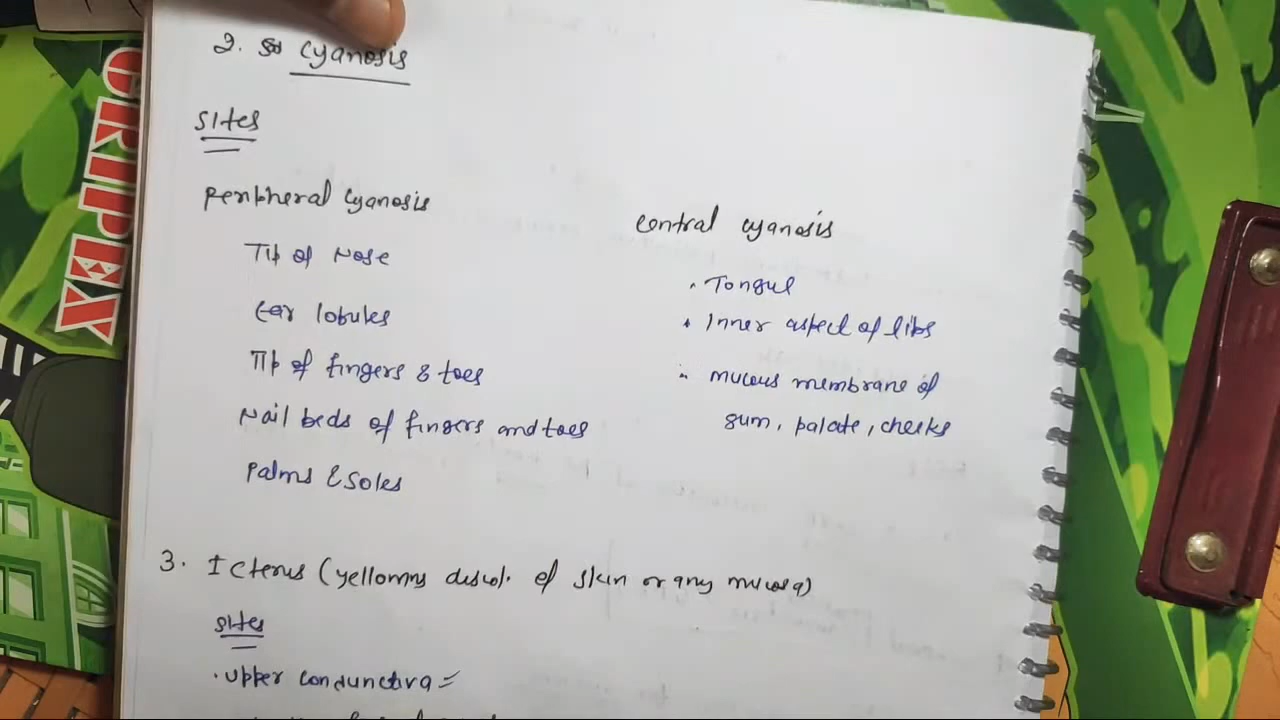 2. Cyanosis
Sites
Peripheral cyanosis
Tip of Nose
Ear lobules
Tip of fingers & toes
Nail beds of fingers and toes
Palms & Soles
Central cyanosis
• Tongue
• Inner aspect of lips
• mucous membrane of
gum, palate, cheeks
3. Icterus (yellowny discol. of skin or any mucosa)
Sites
• Upper conjunctiva =
CRIPEX